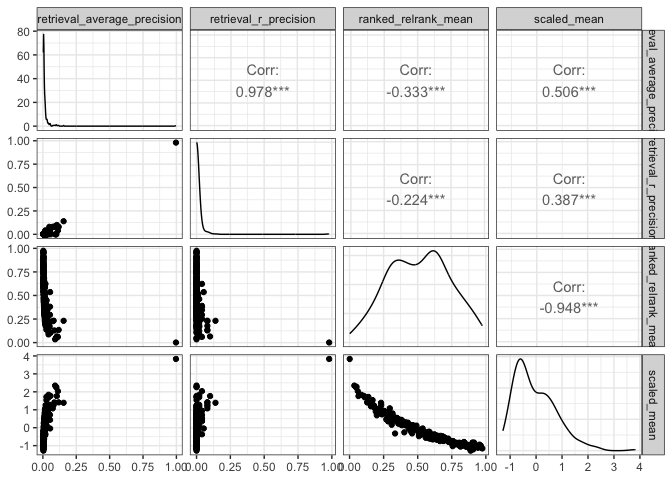 retrieval_average_precision retrieval_r_precision ranked_relrank_mean scaled_mean
80
60
40
20
0
Corr:
0.978***
Corr:
-0.333***
Corr:
0.506***
eval_average_preci
1.00
0.75
0.50
0.25
0.00
Corr:
-0.224***
Corr:
0.387***
etrieval_r_precision
1.00
0.75
0.50
0.25
0.00
Corr:
-0.948***
anked_relrank_mea
4
3
2
1
0
-1
scaled_mean
0.00 0.25 0.50 0.75 1.00 0.00 0.25 0.50 0.75 1.00 0.00 0.25 0.50 0.75 1.00 -1 0 1 2 3 4